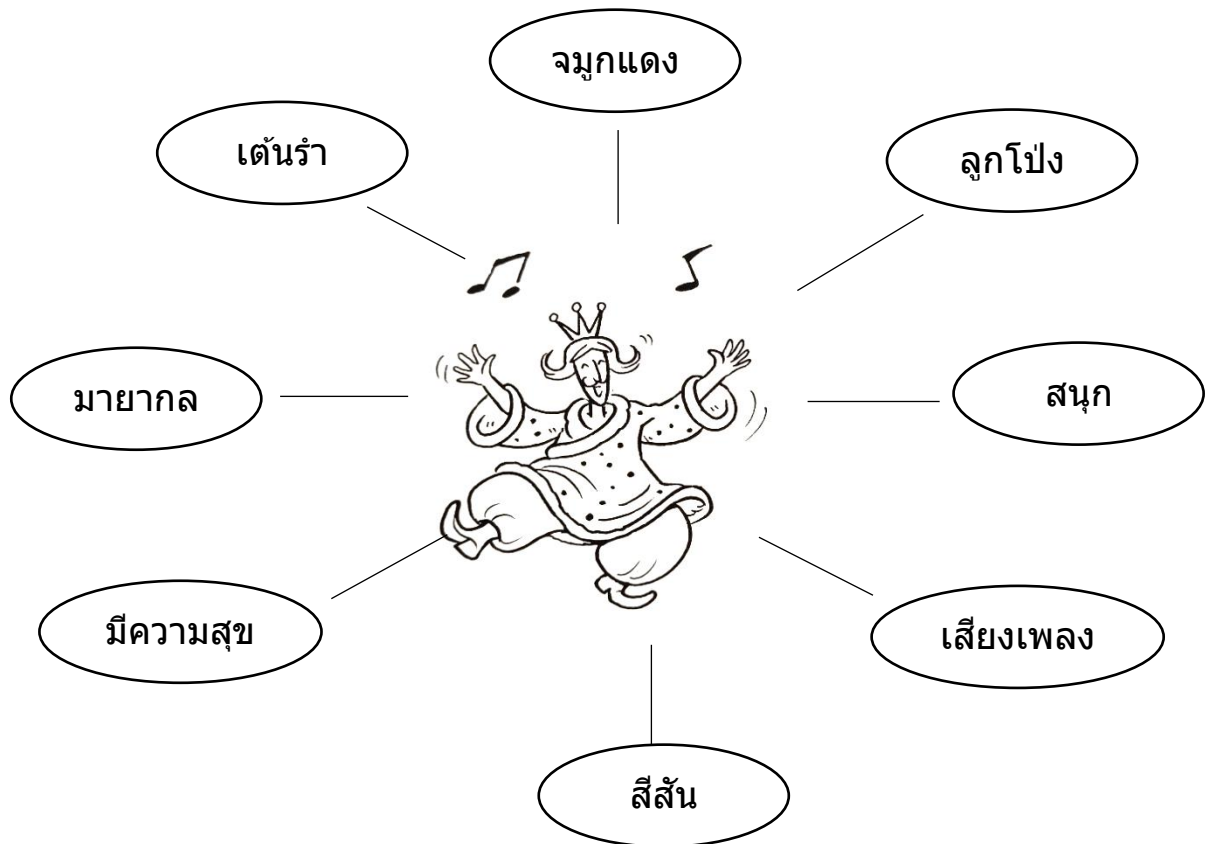 จมูกแดง
เต้นรำ
ลูกโป่ง
มายากล
สนุก
มีความสุข
เสียงเพลง
สีสัน